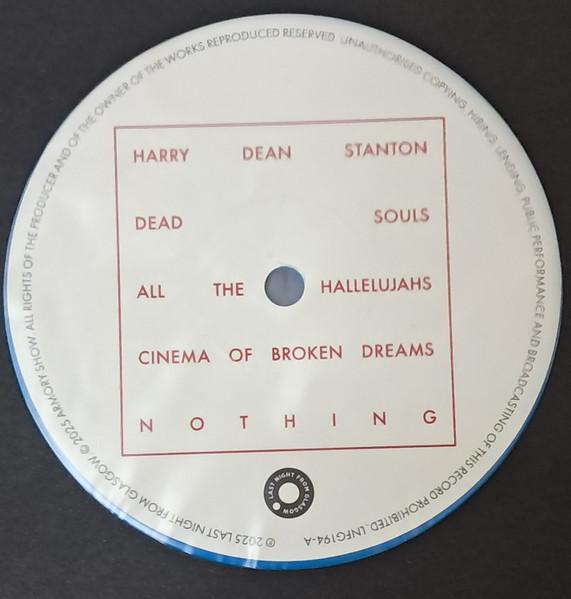 HARRY DEAN STANTON
DEAD SOULS
ALL THE HALLELUJAHS
CINEMA OF BROKEN DREAMS
NOTHING
LAST NIGHT FROM GLASGOW
℗ 2025 LAST NIGHT FROM GLASGOW © 2025 ARMORY SHOW. ALL RIGHTS OF THE PRODUCER AND OF THE OWNER OF THE WORKS REPRODUCED RESERVED UNAUTHORISED COPYING, HIRING, LENDING, PUBLIC PERFORMANCE AND BROADCASTING OF THIS RECORD PROHIBITED. LNFG194-A